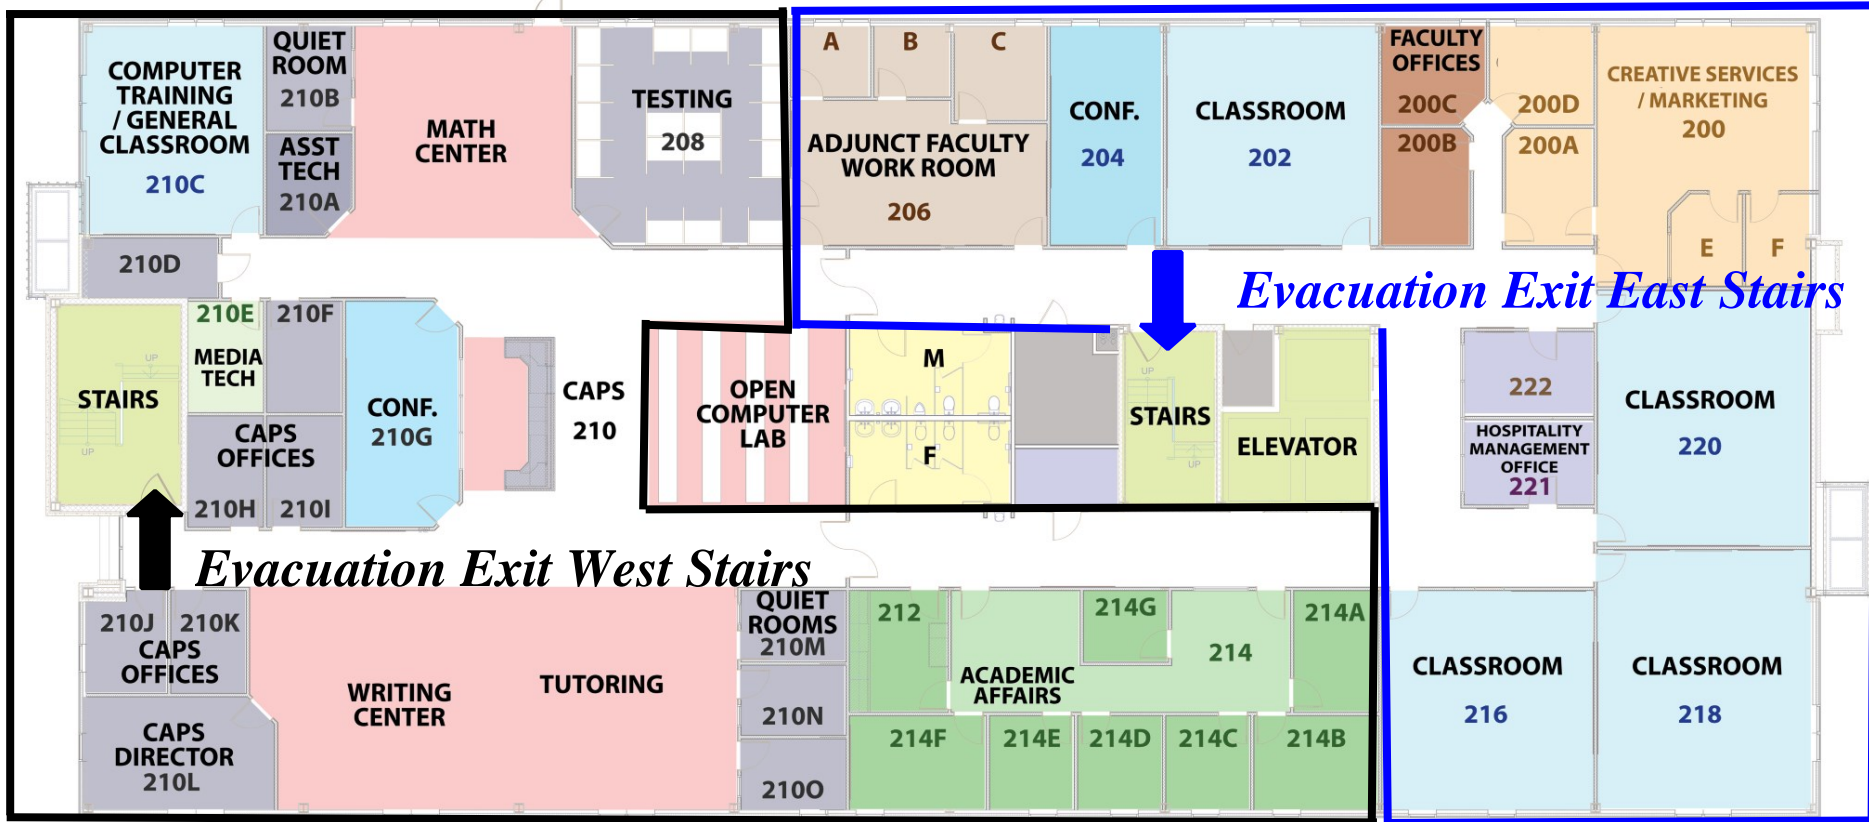 COMPUTER
TRAINING
/ GENERAL
CLASSROOM
210C
QUIET
ROOM
210B
ASST
TECH
210A
MATH
CENTER
TESTING
208
A
B
C
ADJUNCT FACULTY
WORK ROOM
206
CONF.
204
CLASSROOM
202
FACULTY
OFFICES
200C
200B
200D
200A
CREATIVE SERVICES
/ MARKETING
200
E
F
210D
Evacuation Exit East Stairs
STAIRS
UP
UP
210E
MEDIA
TECH
210F
CONF.
210G
CAPS
OFFICES
210H
210I
CAPS
210
OPEN
COMPUTER
LAB
M
F
STAIRS
UP
UP
ELEVATOR
222
HOSPITALITY
MANAGEMENT
OFFICE
221
CLASSROOM
220
Evacuation Exit West Stairs
210J
210K
CAPS
OFFICES
CAPS
DIRECTOR
210L
WRITING
CENTER
TUTORING
QUIET
ROOMS
210M
210N
210O
212
214G
214
214A
ACADEMIC
AFFAIRS
214F
214E
214D
214C
214B
CLASSROOM
216
CLASSROOM
218